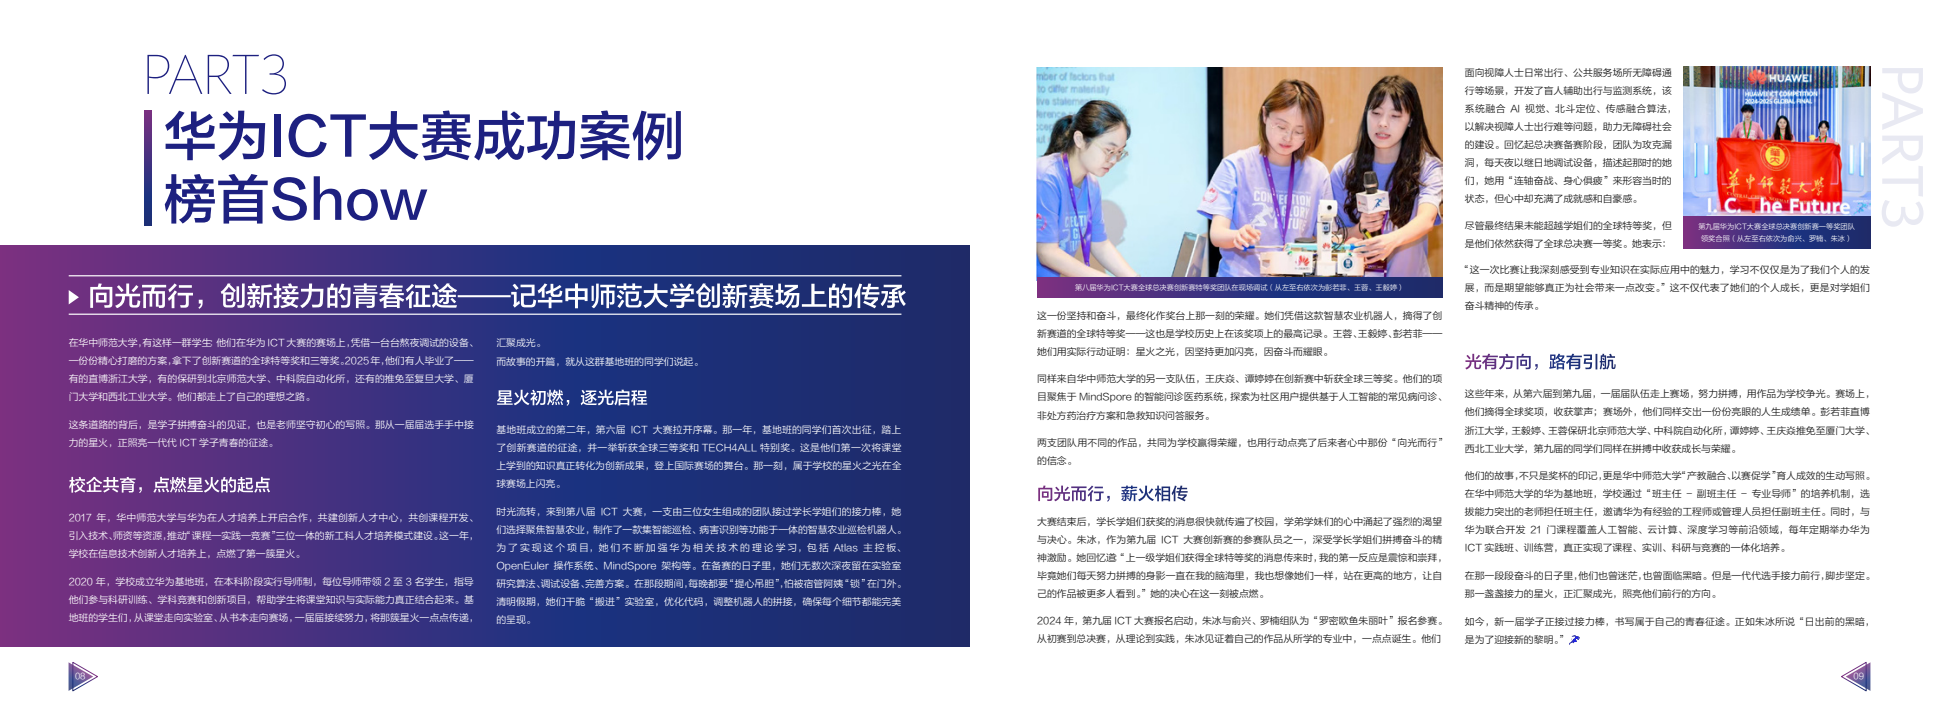 PART3
华为ICT大赛成功案例
榜首Show
向光而行，创新接力的青春征途——记华中师范大学创新赛场上的传承
在华中师范大学，有这样一群学生 他们在华为 ICT 大赛的赛场上，凭借一台台熬夜调试的设备、
一份份精心打磨的方案，拿下了创新赛道的全球特等奖和三等奖。2025 年，他们有人毕业了——
有的直博浙江大学，有的保研到北京师范大学、中科院自动化所，还有的推免至复旦大学、厦
门大学和西北工业大学。他们都走上了自己的理想之路。
这条道路的背后，是学子拼搏奋斗的见证，也是老师坚守初心的写照。那从一届届选手手中接
力的星火，正照亮一代代 ICT 学子青春的征途。
校企共育，点燃星火的起点
2017 年，华中师范大学与华为在人才培养上开启合作，共建创新人才中心，共创课程开发、
引入技术、师资等资源，推动“课程—实践—竞赛”三位一体的新工科人才培养模式建设。这一年，
学校在信息技术创新人才培养上，点燃了第一簇星火。
2020 年，学校成立华为基地班，在本科阶段实行导师制，每位导师带领 2 至 3 名学生，指导
他们参与科研训练、学科竞赛和创新项目，帮助学生将课堂知识与实际能力真正结合起来。基
地班的学生们，从课堂走向实验室、从书本走向赛场，一届届接续努力，将那簇星火一点点传递，
汇聚成光。
而故事的开篇，就从这群基地班的同学们说起。
星火初燃，逐光启程
基地班成立的第二年，第六届 ICT 大赛拉开序幕。那一年，基地班的同学们首次出征，踏上
了创新赛道的征途，并一举斩获全球三等奖和 TECH4ALL 特别奖。这是他们第一次将课堂
上学到的知识真正转化为创新成果，登上国际赛场的舞台。那一刻，属于学校的星火之光在全
球赛场上闪亮。
时光流转，来到第八届 ICT 大赛，一支由三位女生组成的团队接过学长学姐们的接力棒，她
们选择聚焦智慧农业，制作了一款集智能巡检、病害识别等功能于一体的智慧农业巡检机器人。
为了实现这个项目，她们不断加强华为相关技术的理论学习，包括 Atlas 主控板、
OpenEuler 操作系统、MindSpore 架构等。在备赛的日子里，她们无数次深夜留在实验室
研究算法、调试设备、完善方案。在那段期间，每晚都要“提心吊胆”，怕被宿管阿姨“锁”在门外。
清明假期，她们干脆“搬进”实验室，优化代码，调整机器人的拼接，确保每个细节都能完美
的呈现。
08
第八届华为ICT大赛全球总决赛创新赛特等奖团队在现场调试（从左至右依次为彭若菲、王蓉、王毅婷）
这一份坚持和奋斗，最终化作奖台上那一刻的荣耀。她们凭借这款智慧农业机器人，摘得了创
新赛道的全球特等奖——这也是学校历史上在该奖项上的最高记录。王蓉、王毅婷、彭若菲——
她们用实际行动证明：星火之光，因坚持更加闪亮，因奋斗而耀眼。
同样来自华中师范大学的另一支队伍，王庆焱、谭婷婷在创新赛中斩获全球三等奖。他们的项
目聚焦于 MindSpore 的智能问诊医药系统，探索为社区用户提供基于人工智能的常见病问诊、
非处方药治疗方案和急救知识问答服务。
两支团队用不同的作品，共同为学校赢得荣耀，也用行动点亮了后来者心中那份“向光而行”
的信念。
向光而行，薪火相传
大赛结束后，学长学姐们获奖的消息很快就传遍了校园，学弟学妹们的心中涌起了强烈的渴望
与决心。朱冰，作为第九届 ICT 大赛创新赛的参赛队员之一，深受学长学姐们拼搏奋斗的精
神激励。她回忆道：“上一级学姐们获得全球特等奖的消息传来时，我的第一反应是震惊和崇拜，
毕竟她们每天努力拼搏的身影一直在我的脑海里，我也想像她们一样，站在更高的地方，让自
己的作品被更多人看到。”她的决心在这一刻被点燃。
2024 年，第九届 ICT 大赛报名启动，朱冰与俞兴、罗楠组队为“罗密欧鱼朱丽叶”报名参赛。
从初赛到总决赛，从理论到实践，朱冰见证着自己的作品从所学的专业中，一点点诞生。他们
面向视障人士日常出行、公共服务场所无障碍通
行等场景，开发了盲人辅助出行与监测系统，该
系统融合 AI 视觉、北斗定位、传感融合算法，
以解决视障人士出行难等问题，助力无障碍社会
的建设。回忆起总决赛备赛阶段，团队为攻克漏
洞，每天夜以继日地调试设备，描述起那时的她
们，她用“连轴奋战、身心俱疲”来形容当时的
状态，但心中却充满了成就感和自豪感。
尽管最终结果未能超越学姐们的全球特等奖，但
是他们依然获得了全球总决赛一等奖。她表示：
“这一次比赛让我深刻感受到专业知识在实际应用中的魅力，学习不仅仅是为了我们个人的发
展，而是期望能够真正为社会带来一点改变。”这不仅代表了她们的个人成长，更是对学姐们
奋斗精神的传承。
HUAWEI
HUAWEI ICT COMPETITION
2024-2025 GLOBAL FINAL
华中师范大学
I. C. The Future
第九届华为ICT大赛全球总决赛创新赛一等奖团队
领奖合照（从左至右依次为俞兴、罗楠、朱冰）
光有方向，路有引航
这些年来，从第六届到第九届，一届届队伍走上赛场，努力拼搏，用作品为学校争光。赛场上，
他们摘得全球奖项，收获掌声；赛场外，他们同样交出一份份亮眼的人生成绩单。彭若菲直博
浙江大学，王毅婷、王蓉保研北京师范大学、中科院自动化所，谭婷婷、王庆焱推免至厦门大学、
西北工业大学，第九届的同学们同样在拼搏中收获成长与荣耀。
他们的故事，不只是奖杯的印记，更是华中师范大学“产教融合、以赛促学”育人成效的生动写照。
在华中师范大学的华为基地班，学校通过“班主任 – 副班主任 – 专业导师”的培养机制，选
拔能力突出的老师担任班主任，邀请华为有经验的工程师或管理人员担任副班主任。同时，与
华为联合开发 21 门课程覆盖人工智能、云计算、深度学习等前沿领域，每年定期举办华为
ICT 实践班、训练营，真正实现了课程、实训、科研与竞赛的一体化培养。
在那一段段奋斗的日子里，他们也曾迷茫，也曾面临黑暗。但是一代代选手接力前行，脚步坚定。
那一盏盏接力的星火，正汇聚成光，照亮他们前行的方向。
如今，新一届学子正接过接力棒，书写属于自己的青春征途。正如朱冰所说“日出前的黑暗，
是为了迎接新的黎明。”
PART3
09